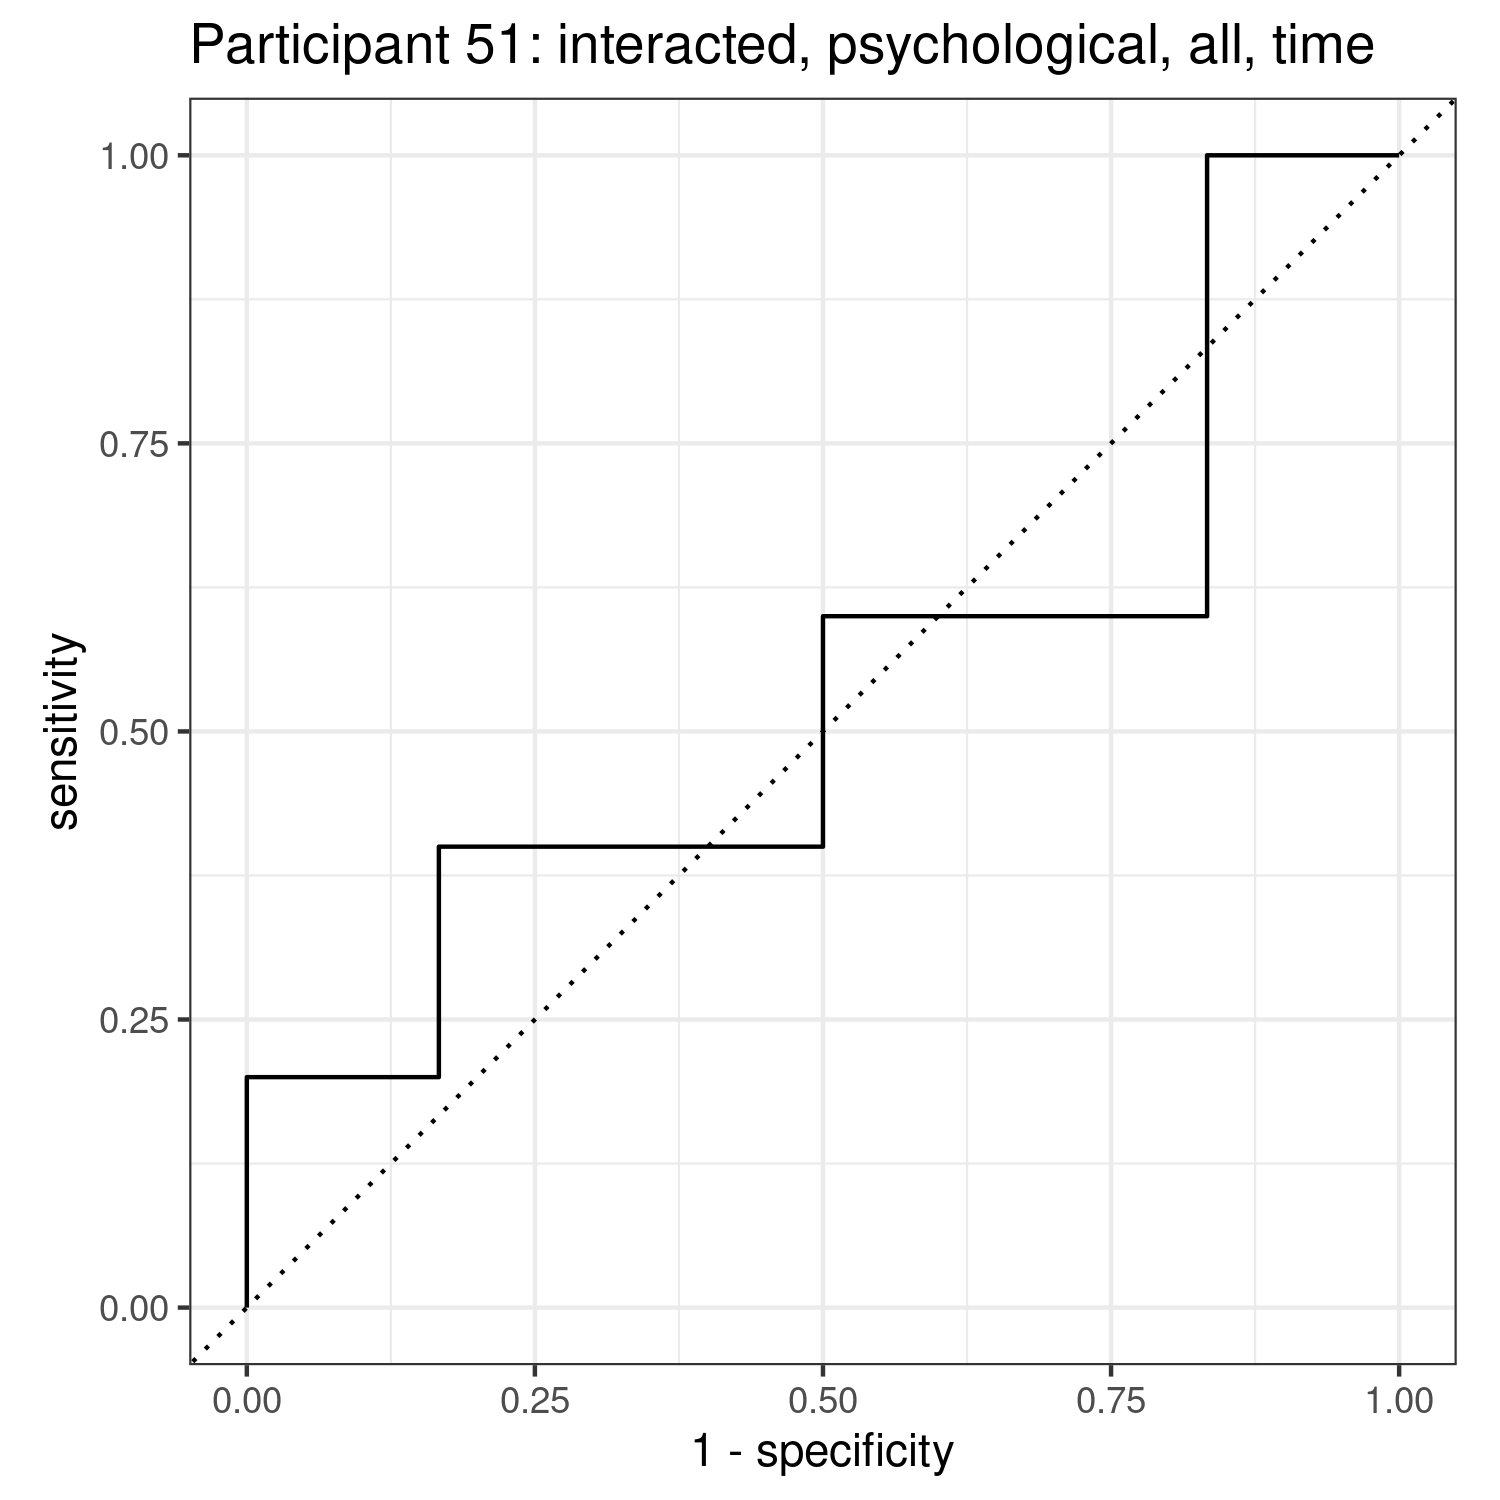 Participant 51: interacted, psychological, all, time
1.00
0.75
0.50
0.25
0.00
sensitivity
0.00 0.25 0.50 0.75 1.00
1 - specificity